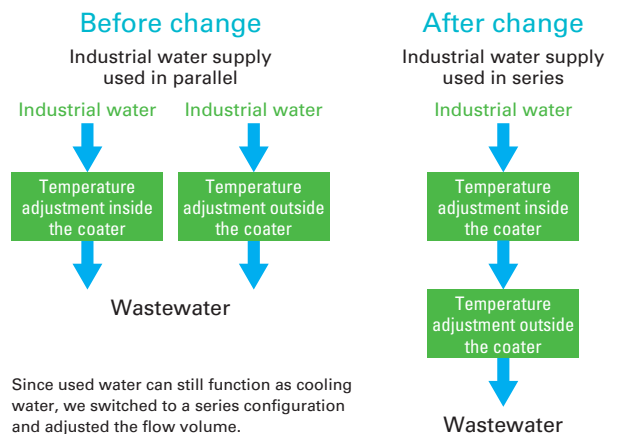 Before change
Industrial water supply
used in parallel
Industrial water
Industrial water
Temperature
adjustment inside
the coater
Temperature
adjustment outside
the coater
Wastewater
Since used water can still function as cooling
water, we switched to a series configuration
and adjusted the flow volume.
After change
Industrial water supply
used in series
Industrial water
Temperature
adjustment inside
the coater
Temperature
adjustment outside
the coater
Wastewater